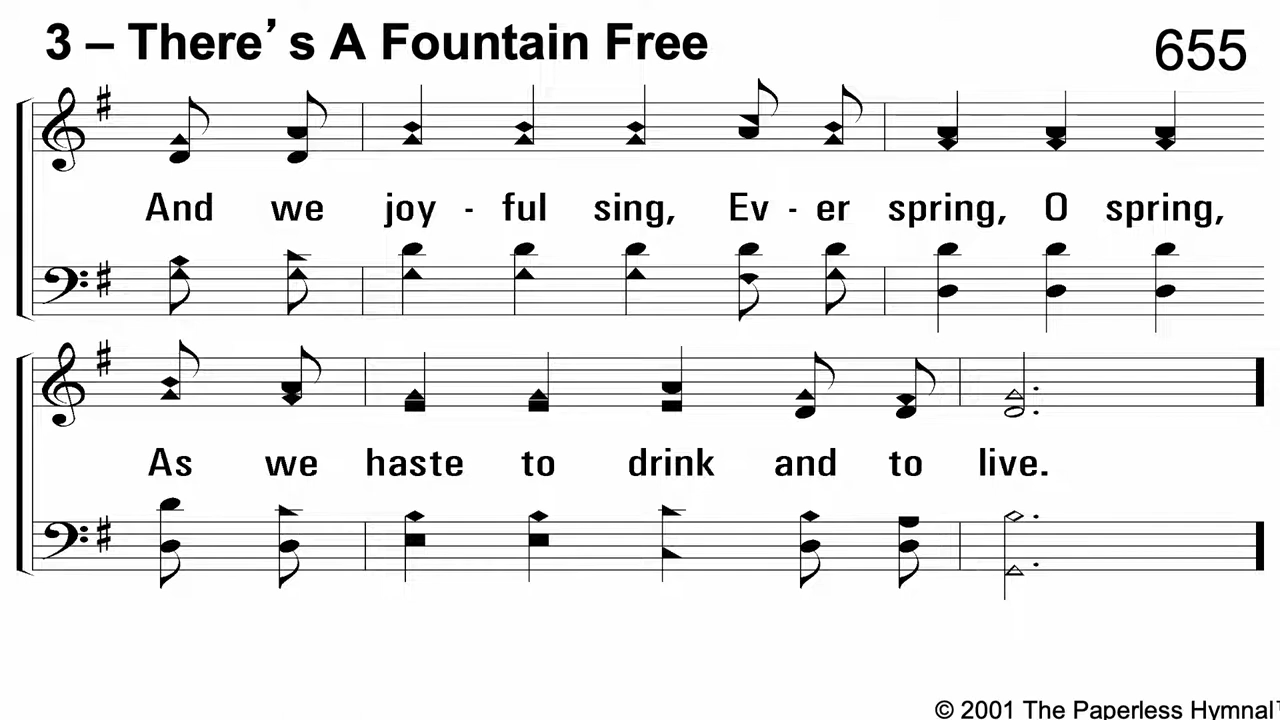 3 – There’s A Fountain Free
655
And we joy - ful sing, Ev - er spring, O spring,
As we haste to drink and to live.
© 2001 The Paperless Hymnal™